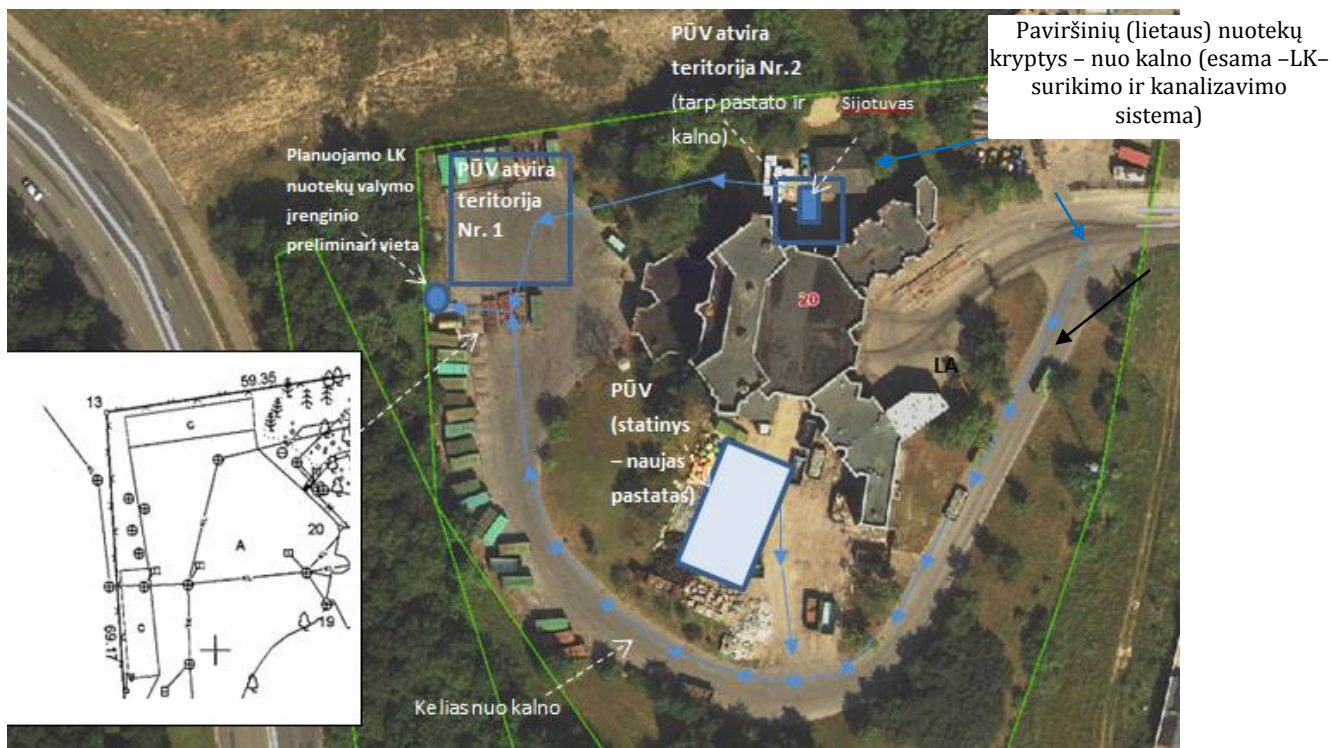 Paviršinių (lietaus) nuotekų
kryptys – nuo kalno (esama –LK–
surikimo ir kanalizavimo
sistema)
PŪV atvira
teritorija Nr.2
(tarp pastato ir
kalno)
Sijotuvas
Planuojamo LK
nuotekų valymo
įrenginio
preliminari vieta
PŪV atvira
teritorija
Nr. 1
20
LA
PŪV
(statinys
– naujas
pastatas)
Kelias nuo kalno
13
59.35
G
A
20
19
69.17
G